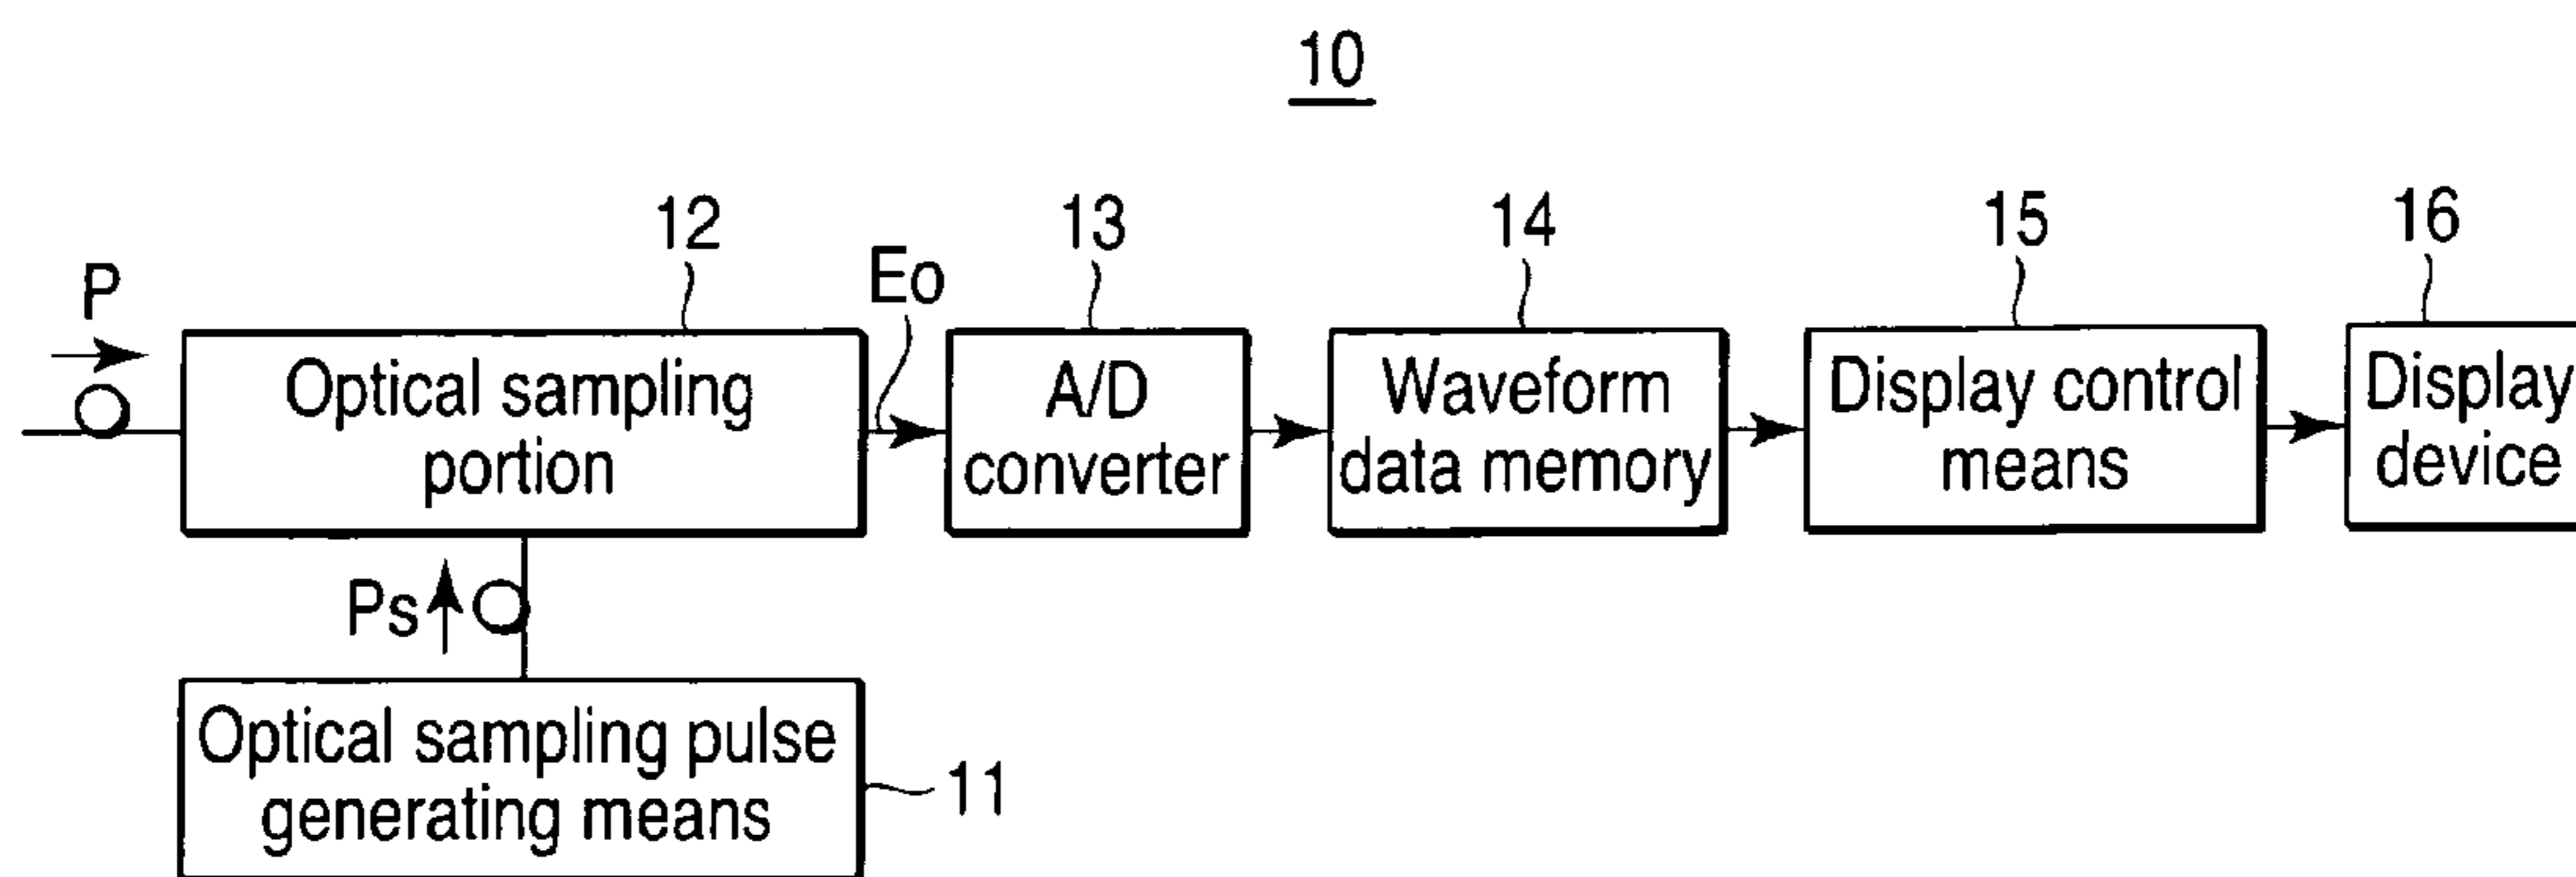 10
12
13
14
15
16
P
Eo
Optical sampling
portion
A/D
converter
Waveform
data memory
Display control
means
Display
device
Ps
Optical sampling pulse
generating means
11